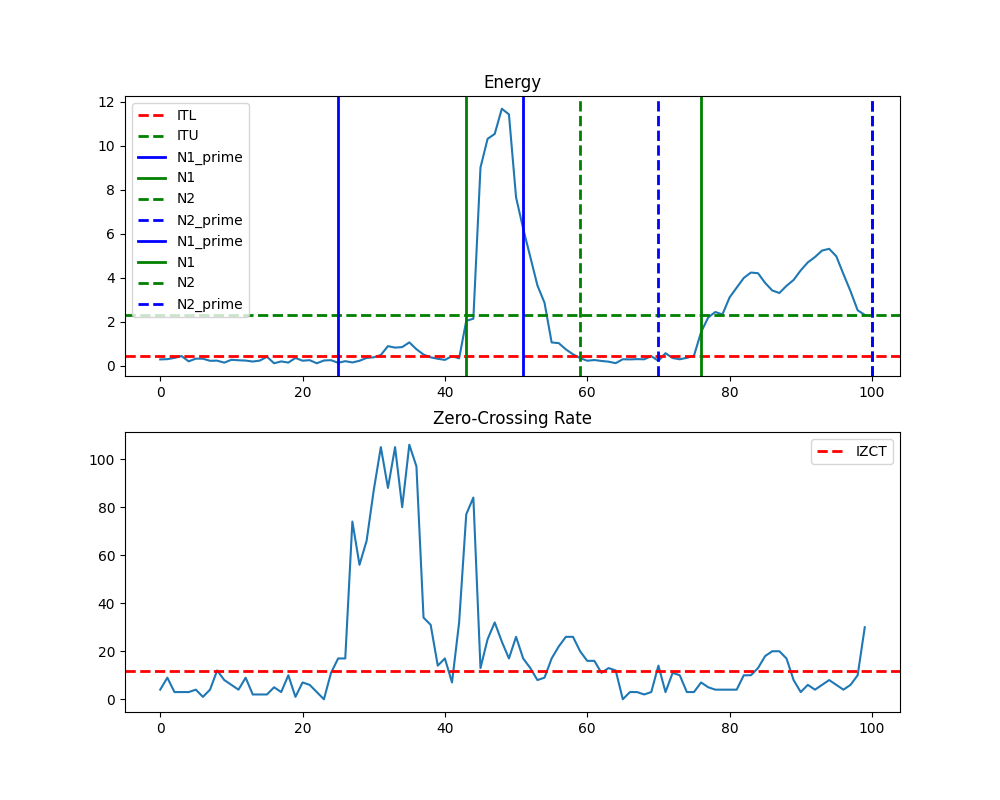 Energy
12
10
8
6
4
2
0
ITL
ITU
N1_prime
N1
N2
N2_prime
N1_prime
N1
N2
N2_prime
0 20 40 60 80 100
Zero-Crossing Rate
100
80
60
40
20
0
IZCT
0 20 40 60 80 100